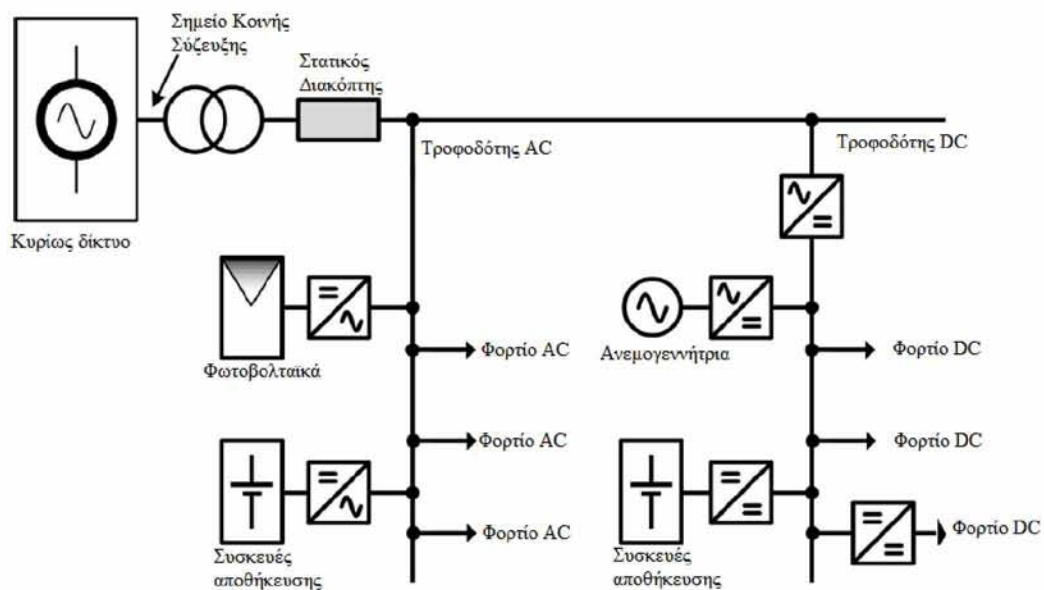 Σημείο Κοινής
Σύζευξης
Στατικός
Διακόπτης
Τροφοδότης AC
Τροφοδότης DC
Κυρίως δίκτυο
Φωτοβολταϊκά
Φορτίο AC
Ανεμογεννήτρια
Φορτίο DC
Φορτίο AC
Φορτίο DC
Συσκευές
αποθήκευσης
Φορτίο AC
Συσκευές
αποθήκευσης
Φορτίο DC